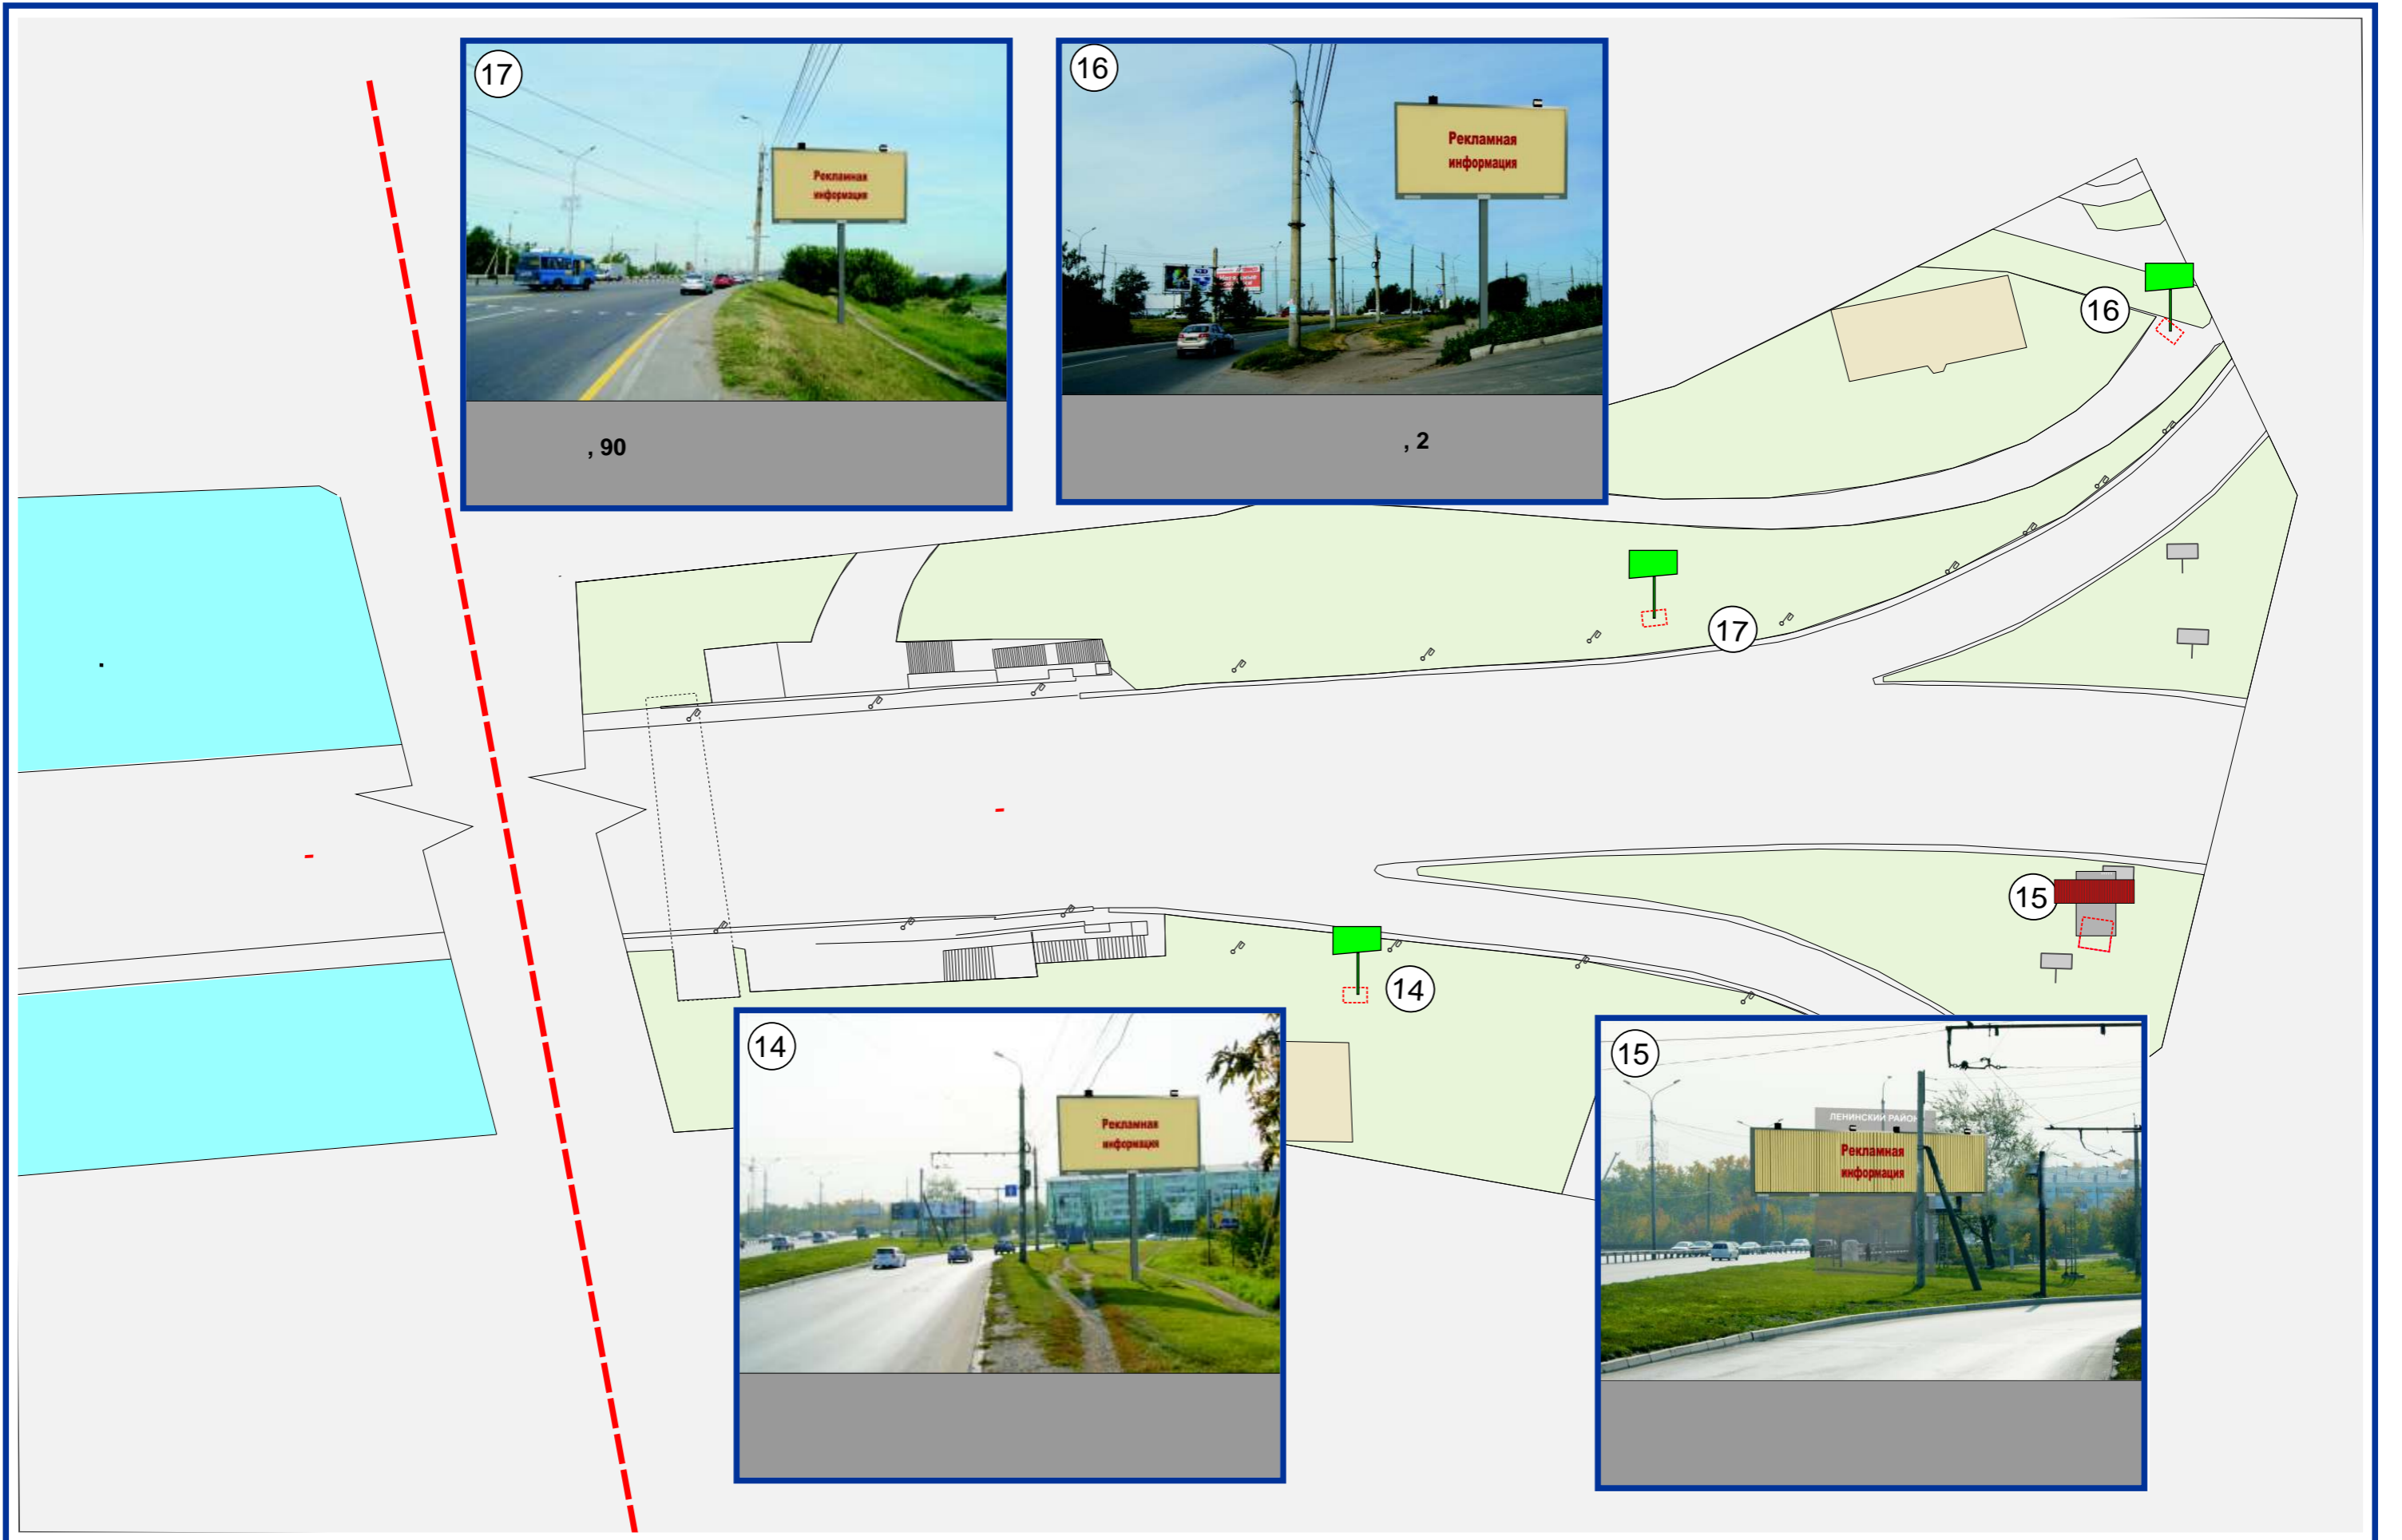 17
Рекламная
информация
, 90
16
Рекламная
информация
, 2
16
17
15
14
14
Рекламная
информация
15
ЛЕНИНСКИЙ РАЙОН
Рекламная
информация